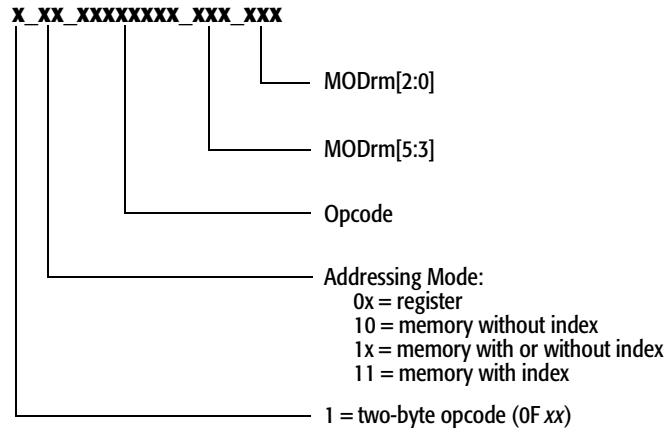 x_xx_xxxxxxxx_xxx_xxx
MODrm[2:0]
MODrm[5:3]
Opcode
Addressing Mode:
0x = register
10 = memory without index
1x = memory with or without index
11 = memory with index
1 = two-byte opcode (0F xx)